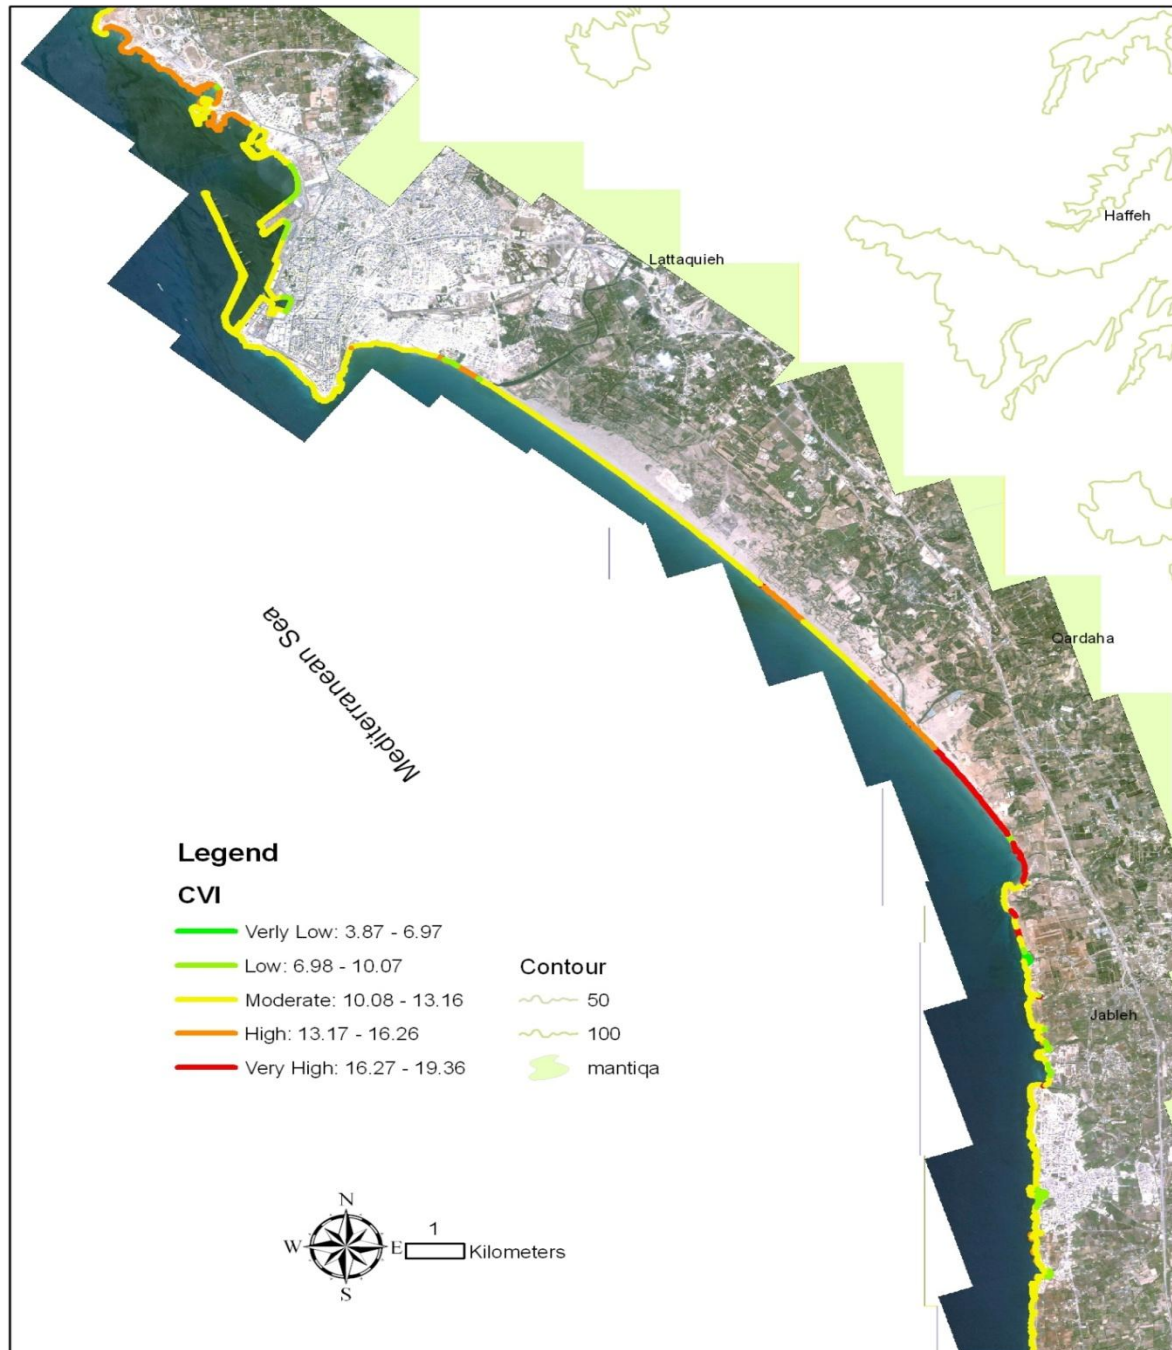 Haffeh
Lattaquieh
Qardaha
Mediterranean Sea
Legend
CVI
Verly Low: 3.87 - 6.97
Low: 6.98 - 10.07
Moderate: 10.08 - 13.16
High: 13.17 - 16.26
Very High: 16.27 - 19.36
Contour
50
100
mantiqa
Jableh
N
W E
S
1
Kilometers